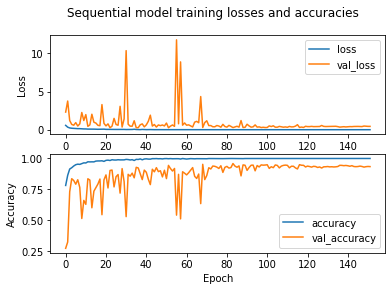 Sequential model training losses and accuracies
10
5
0
Loss
loss
val_loss
0 20 40 60 80 100 120 140
1.00
0.75
0.50
0.25
Accuracy
accuracy
val_accuracy
0 20 40 60 80 100 120 140
Epoch